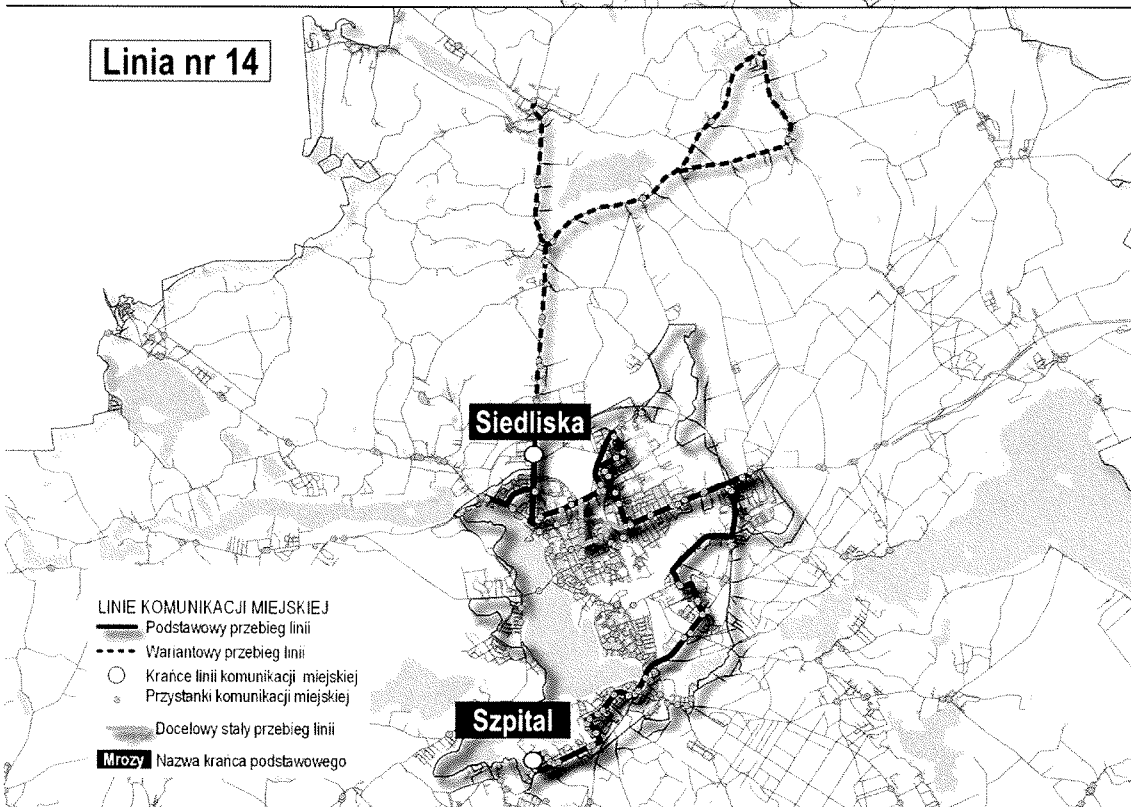 Linia nr 14
Siedliska
Szpital
LINIE KOMUNIKACJI MIEJSKIEJ
Podstawowy przebieg linii
Wariantowy przebieg linii
Krańce linii komunikacji miejskiej
Przystanki komunikacji miejskiej
Docelowy stały przebieg linii
Mrozy Nazwa krańca podstawowego